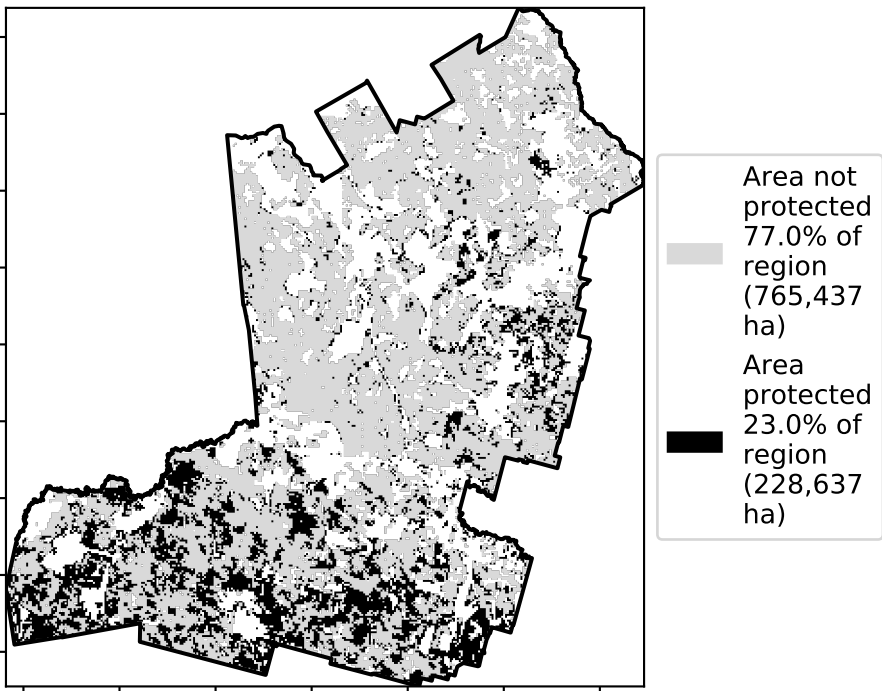 Area not
protected
77.0% of
region
(765,437
ha)
Area
protected
23.0% of
region
(228,637
ha)